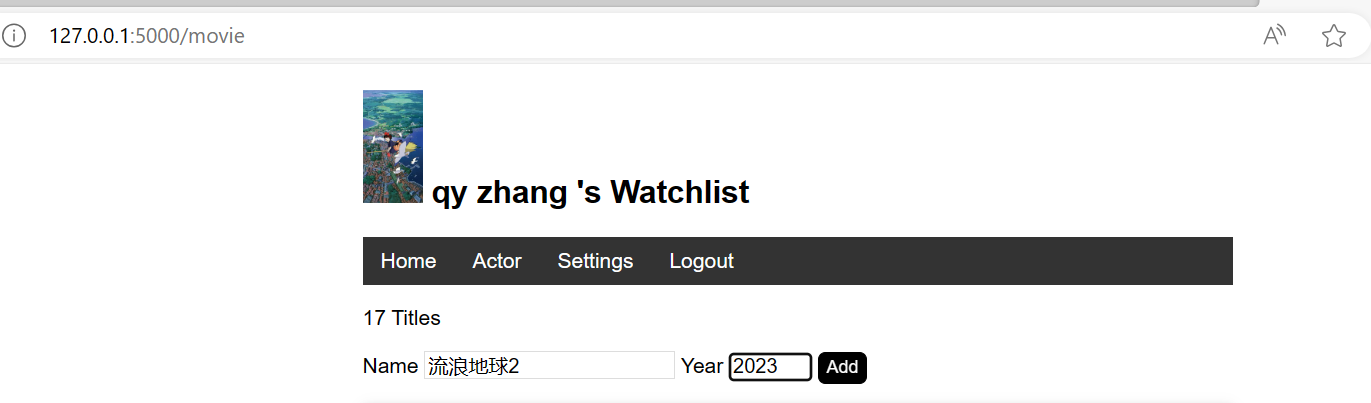 127.0.0.1:5000/movie
qy zhang 's Watchlist
Home Actor Settings Logout
17 Titles
Name 流浪地球2 Year 2023 Add